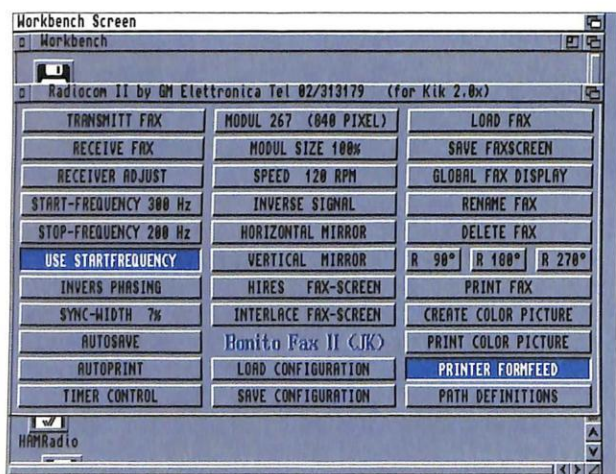 Workbench Screen
Workbench
Radiocom II by GM Elettronica Tel 02/313179 (for Kik 2.0x)
TRANSMITT FAX MODUL 267 (840 PIXEL) LOAD FAX
RECEIVE FAX MODUL SIZE 100% SAVE FAXSCREEN
RECEIVER ADJUST SPEED 120 RPM GLOBAL FAX DISPLAY
START-FREQUENCY 300 Hz INVERSE SIGNAL RENAME FAX
STOP-FREQUENCY 200 Hz HORIZONTAL MIRROR DELETE FAX
USE STARTFREQUENCY VERTICAL MIRROR R 90° R 180° R 270°
INVERS PHASING HIRES FAX-SCREEN PRINT FAX
SYNC-WIDTH 7% INTERLACE FAX-SCREEN CREATE COLOR PICTURE
AUTOSAVE Bonito Fax II (JK) PRINT COLOR PICTURE
AUTOPRINT LOAD CONFIGURATION PRINTER FORMFEED
TIMER CONTROL SAVE CONFIGURATION PATH DEFINITIONS
HAMRadio